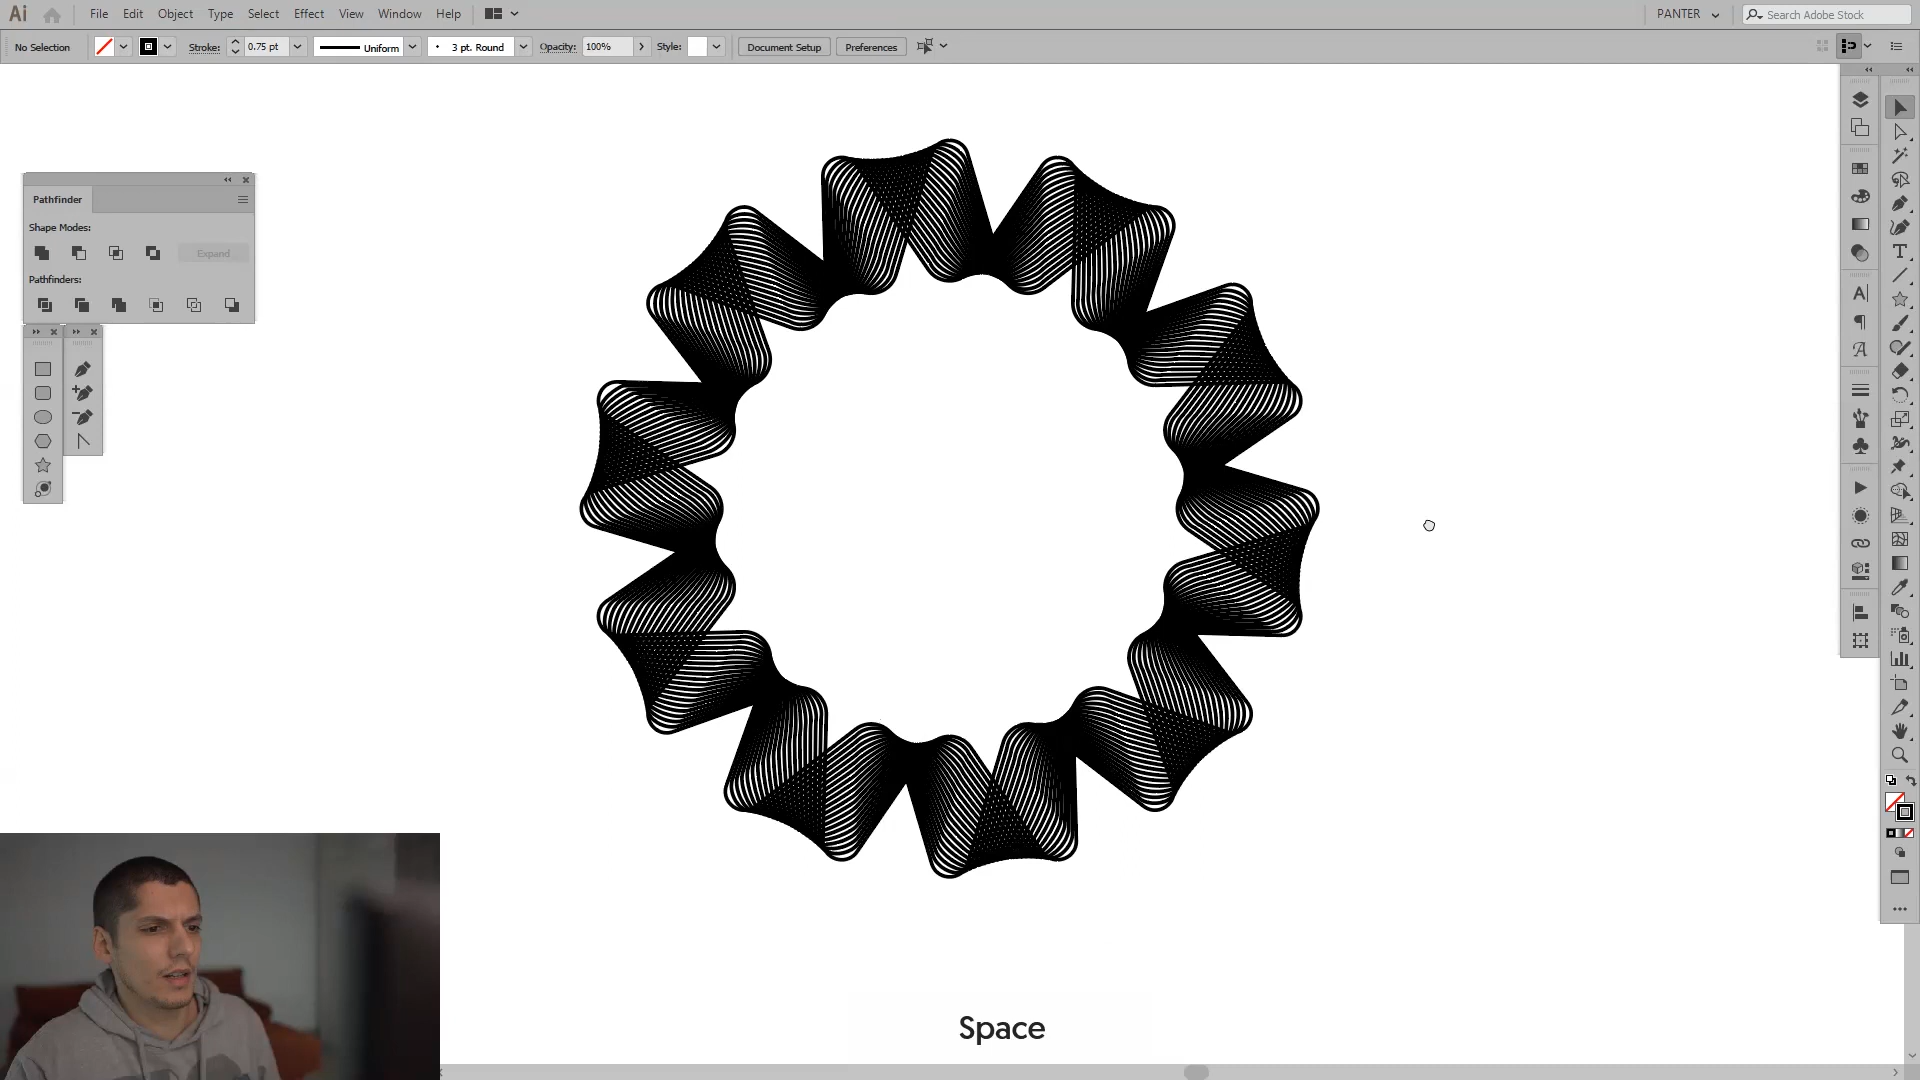 Ai File Edit Object Type Select Effect View Window Help PANTER Search Adobe Stock
No Selection Stroke: 0.75 pt Uniform 3 pt. Round Opacity: 100% Style: Document Setup Preferences
Pathfinder
Shape Modes:
Expand
Pathfinders:
Space